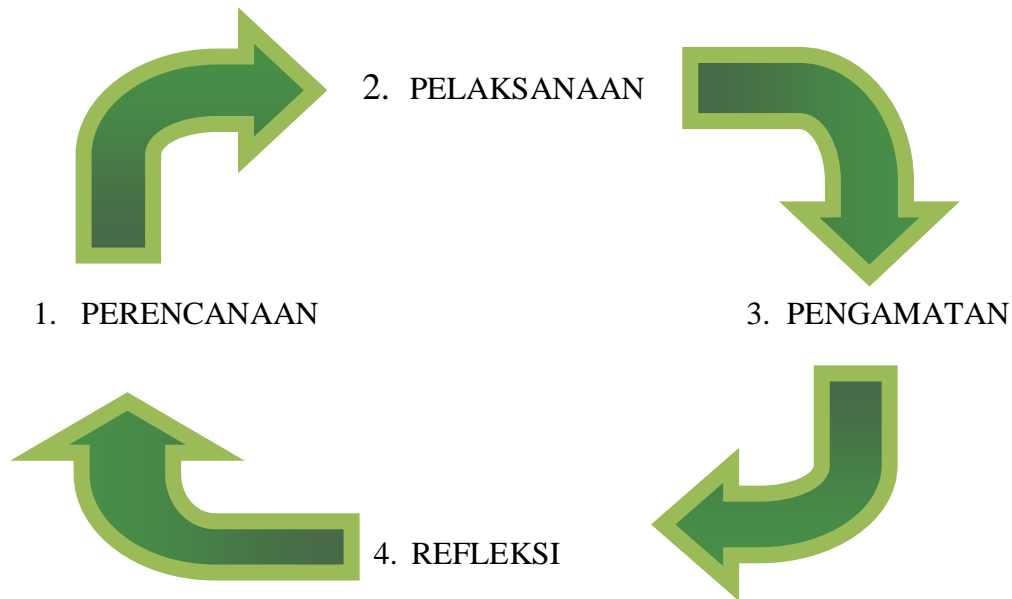 2. PELAKSANAAN
1. PERENCANAAN
3. PENGAMATAN
4. REFLEKSI